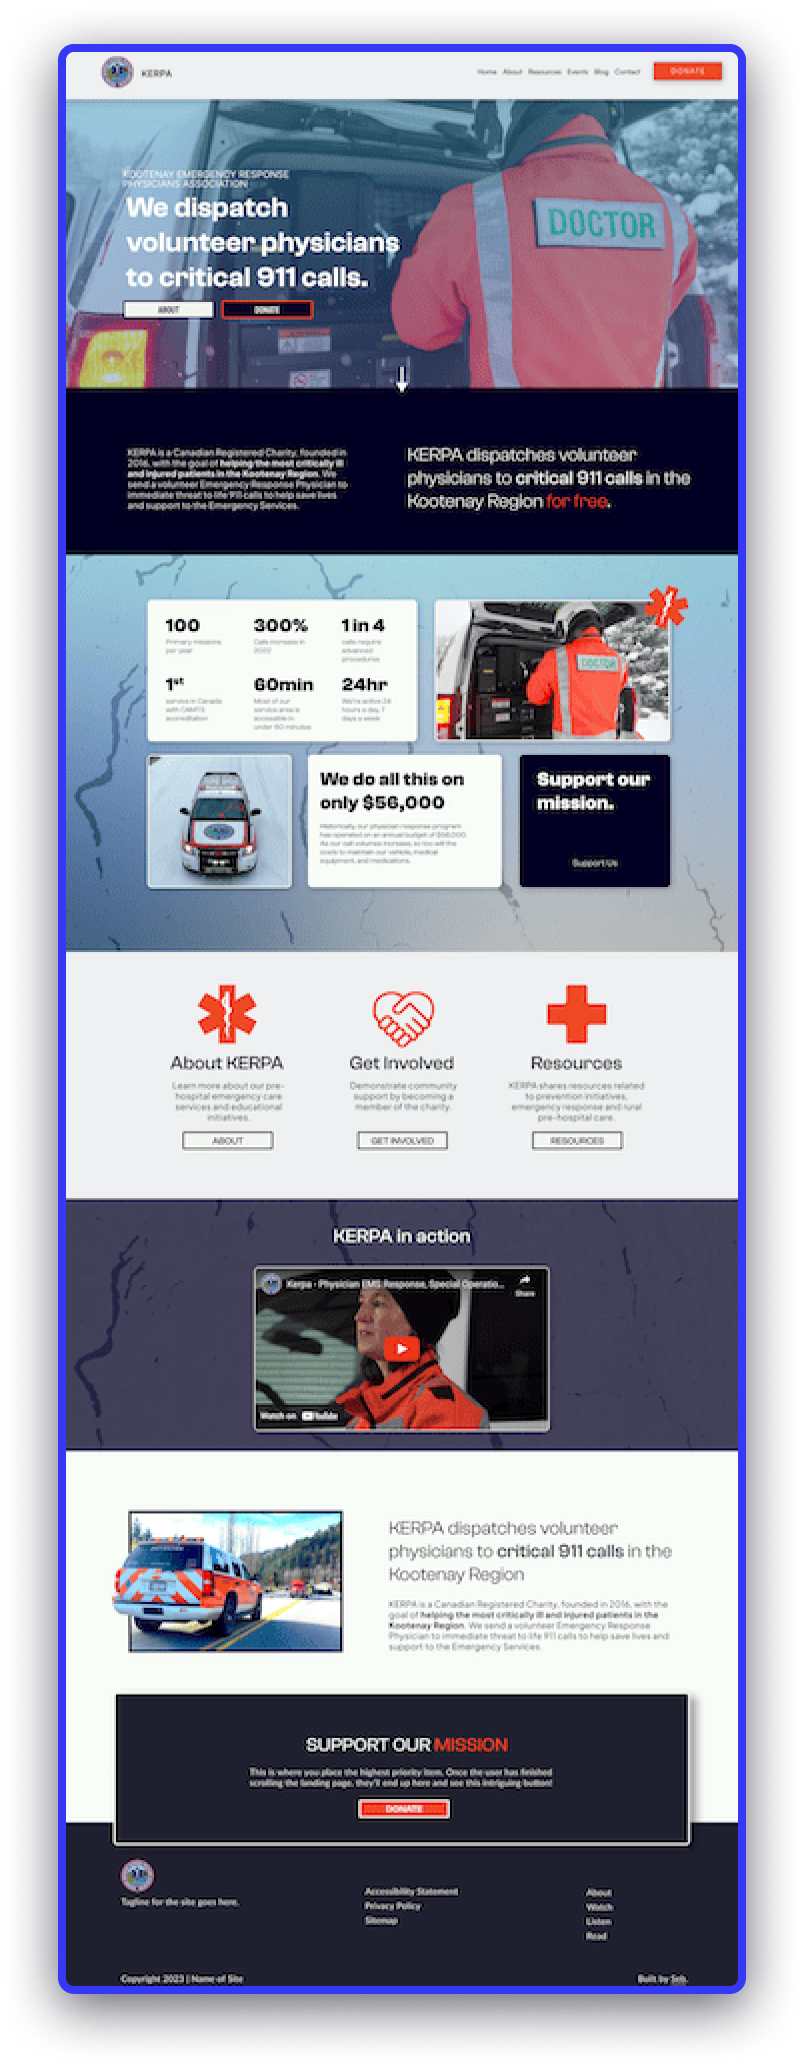 KERPA
Home About Resources Events Blog Contact
DONATE
KOOTENAY EMERGENCY RESPONSE
PHYSICIANS ASSOCIATION
We dispatch
volunteer physicians
to critical 911 calls.
ABOUT DONATE
DOCTOR
KERPA is a Canadian Registered Charity, founded in
2016, with the goal of helping the most critically ill
and injured patients in the Kootenay Region. We
send a volunteer Emergency Response Physician to
immediate threat to life 911 calls to help save lives
and support to the Emergency Services.
KERPA dispatches volunteer
physicians to critical 911 calls in the
Kootenay Region for free.
100
Primary missions
per year
300%
Calls increase in
2022
1 in 4
calls require
advanced
procedures
1st
service in Canada
with CAMTS
accreditation
60min
Most of our
service area is
accessible in
under 60 minutes
24hr
We're active 24
hours a day, 7
days a week
DOCTOR
We do all this on
only $56,000
Historically, our physician response program
has operated on an annual budget of $56,000.
As our call volumes increase, so too will the
costs to maintain our vehicle, medical
equipment, and medications.
Support our
mission.
Support Us
About KERPA
Learn more about our pre-
hospital emergency care
services and educational
initiatives.
ABOUT
Get Involved
Demonstrate community
support by becoming a
member of the charity.
GET INVOLVED
Resources
KERPA shares resources related
to prevention initiatives,
emergency response and rural
pre-hospital care.
RESOURCES
KERPA in action
Kerpa - Physician EMS Response, Special Operatio...
Share
Watch on YouTube
KERPA dispatches volunteer
physicians to critical 911 calls in the
Kootenay Region
KERPA is a Canadian Registered Charity, founded in 2016, with the
goal of helping the most critically ill and injured patients in the
Kootenay Region. We send a volunteer Emergency Response
Physician to immediate threat to life 911 calls to help save lives and
support to the Emergency Services.
SUPPORT OUR MISSION
This is where you place the highest priority item. Once the user has finished
scrolling the landing page, they'll end up here and see this intriguing button!
DONATE
Tagline for the site goes here.
Accessibility Statement
Privacy Policy
Sitemap
About
Watch
Listen
Read
Copyright 2023 | Name of Site
Built by Seb.